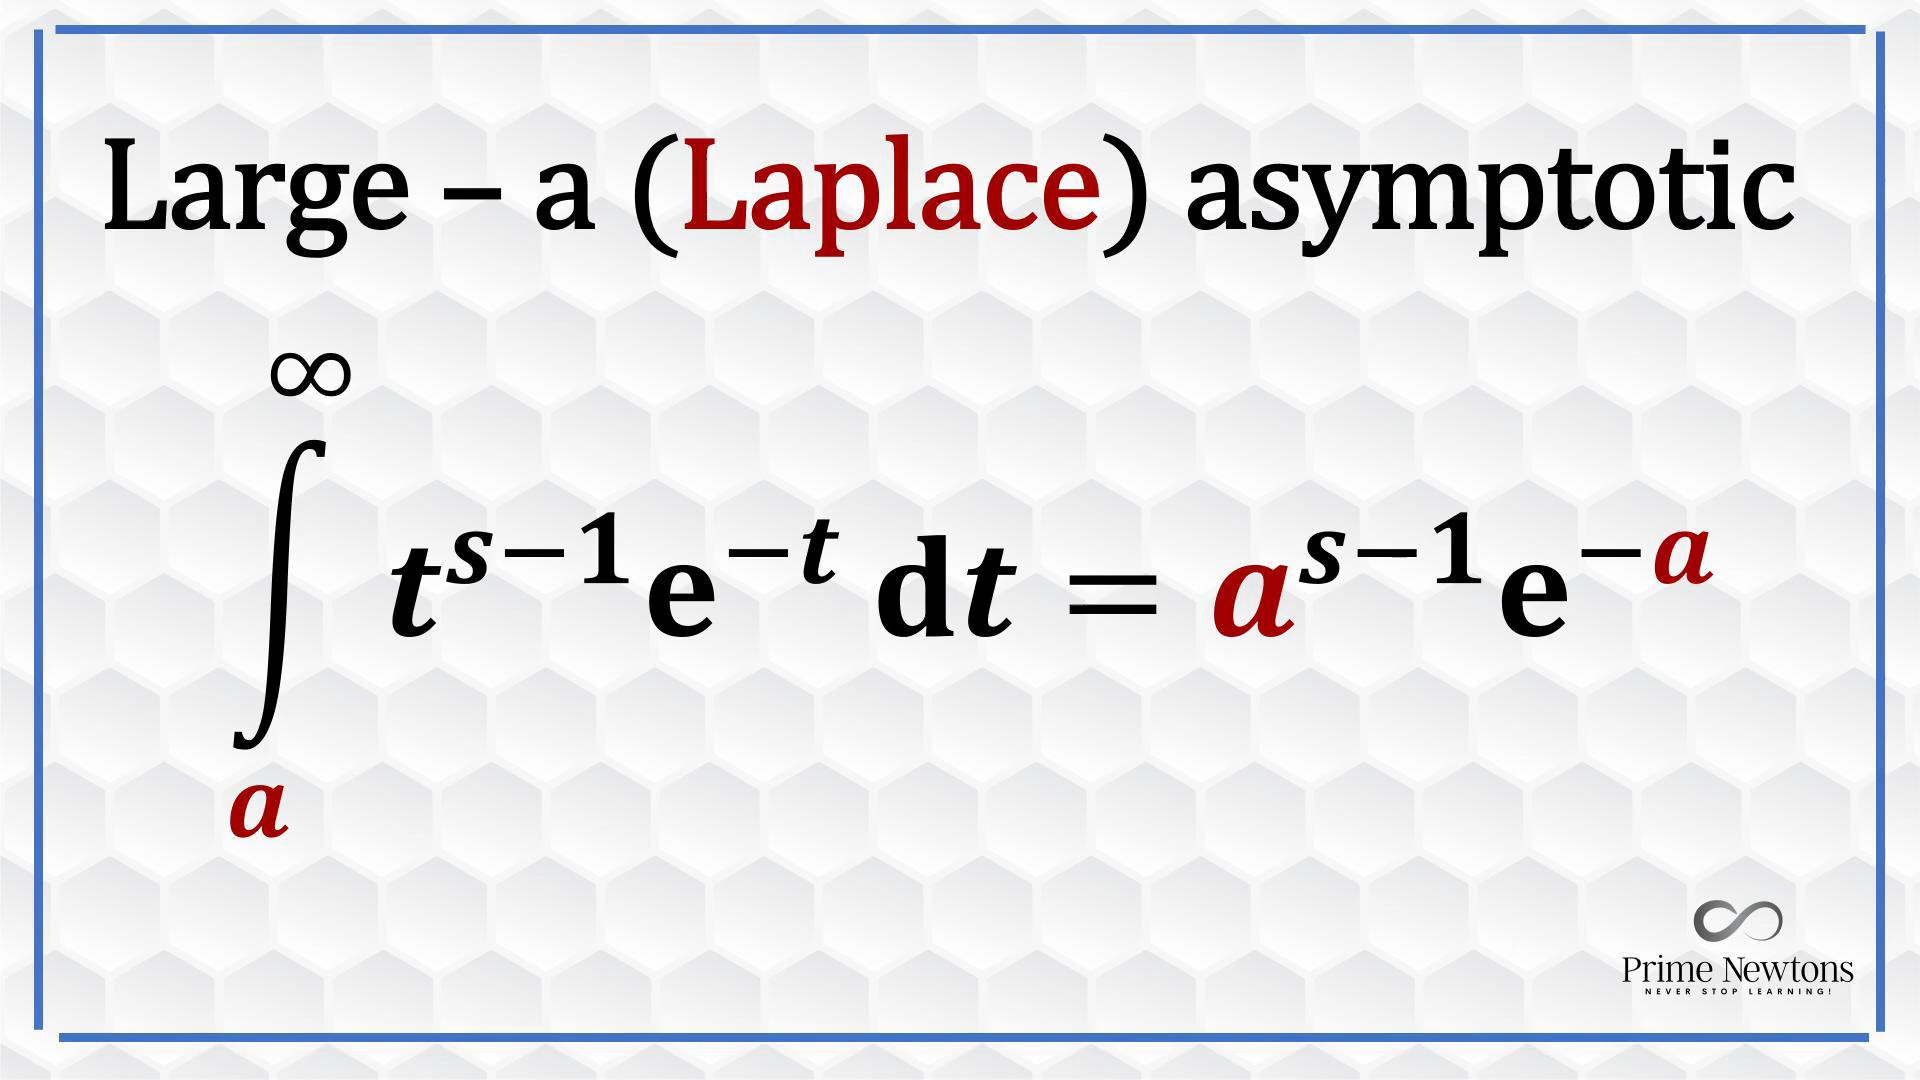 Large – a (Laplace) asymptotic
∞
∫ t^{s−1}e^{−t} dt = a^{s−1}e^{−a}
a
Prime Newtons
NEVER STOP LEARNING!